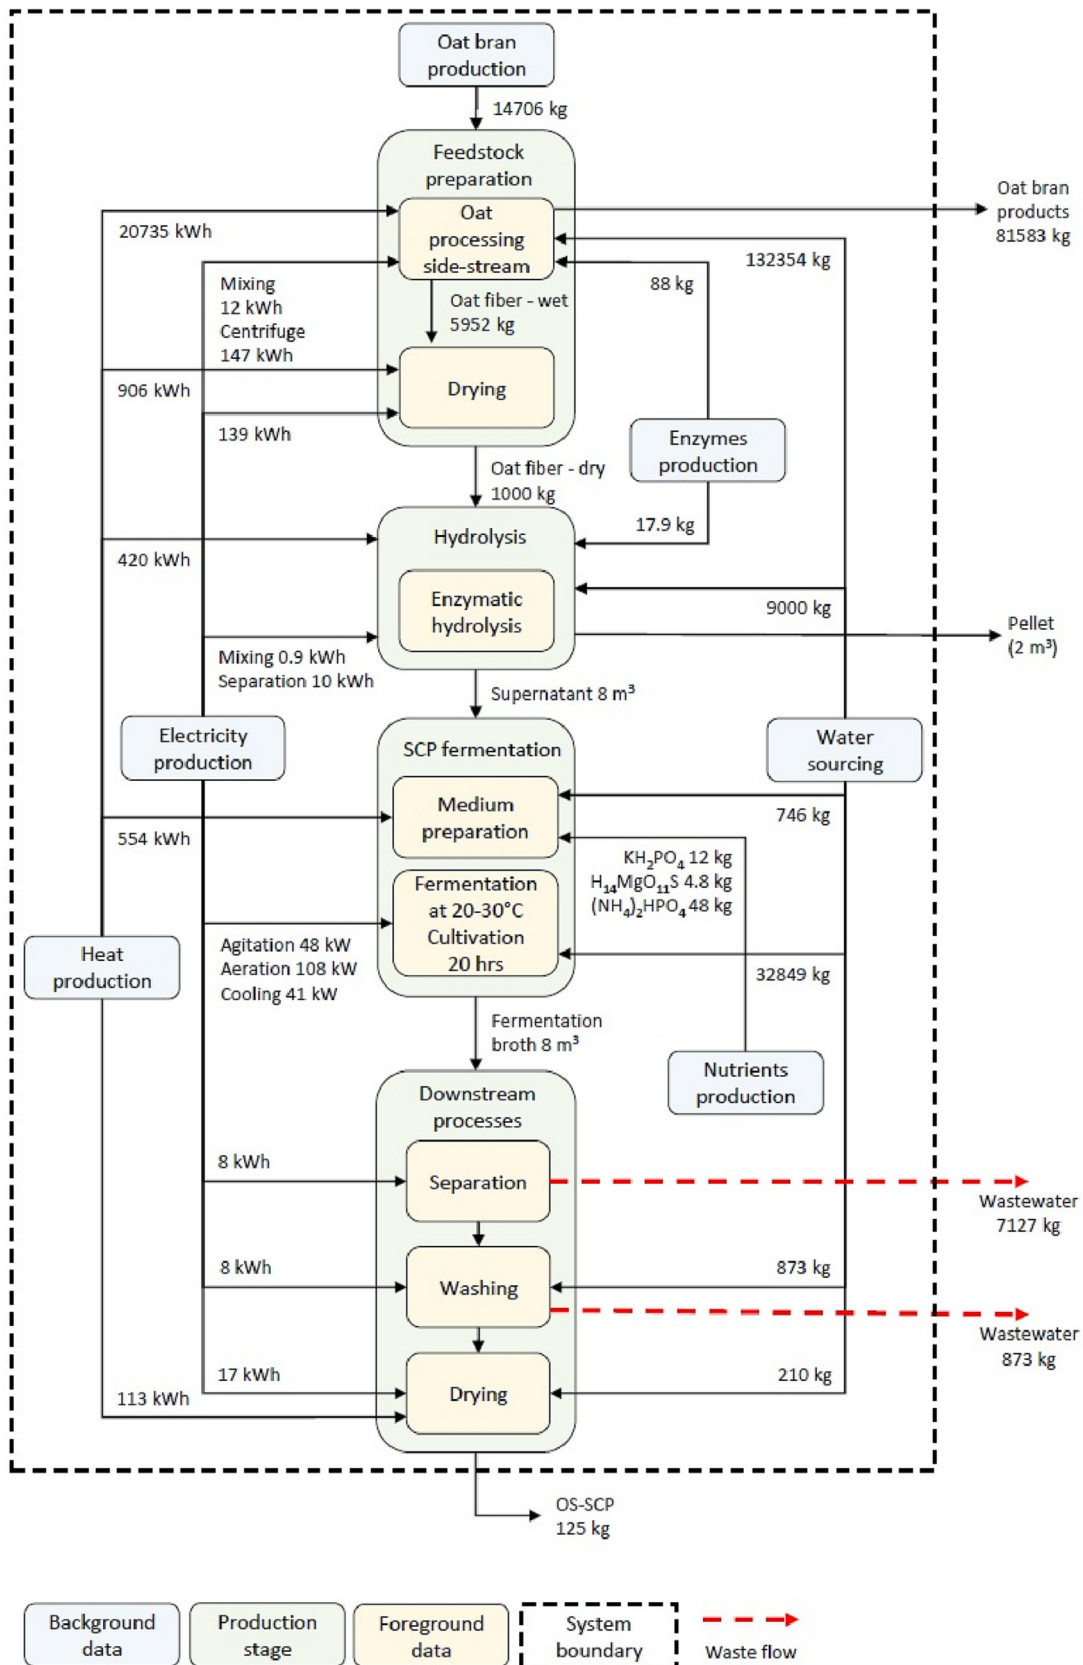 Oat bran
production
14706 kg
Feedstock
preparation
Oat
processing
side-stream
Oat bran
products
81583 kg
20735 kWh
132354 kg
Mixing
12 kWh
Centrifuge
147 kWh
88 kg
Oat fiber - wet
5952 kg
Drying
906 kWh
139 kWh
Enzymes
production
Oat fiber - dry
1000 kg
17.9 kg
Hydrolysis
420 kWh
Enzymatic
hydrolysis
9000 kg
Pellet
(2 m³)
Mixing 0.9 kWh
Separation 10 kWh
Supernatant 8 m³
Electricity
production
SCP fermentation
Water
sourcing
Medium
preparation
746 kg
554 kWh
KH₂PO₄ 12 kg
H₁₄MgO₁₁S 4.8 kg
(NH₄)₂HPO₄ 48 kg
Fermentation
at 20-30°C
Cultivation
20 hrs
Agitation 48 kW
Aeration 108 kW
Cooling 41 kW
Heat
production
32849 kg
Fermentation
broth 8 m³
Nutrients
production
Downstream
processes
8 kWh
Separation
Wastewater
7127 kg
8 kWh
Washing
873 kg
Wastewater
873 kg
17 kWh
113 kWh
Drying
210 kg
OS-SCP
125 kg
Background
data
Production
stage
Foreground
data
System
boundary
Waste flow